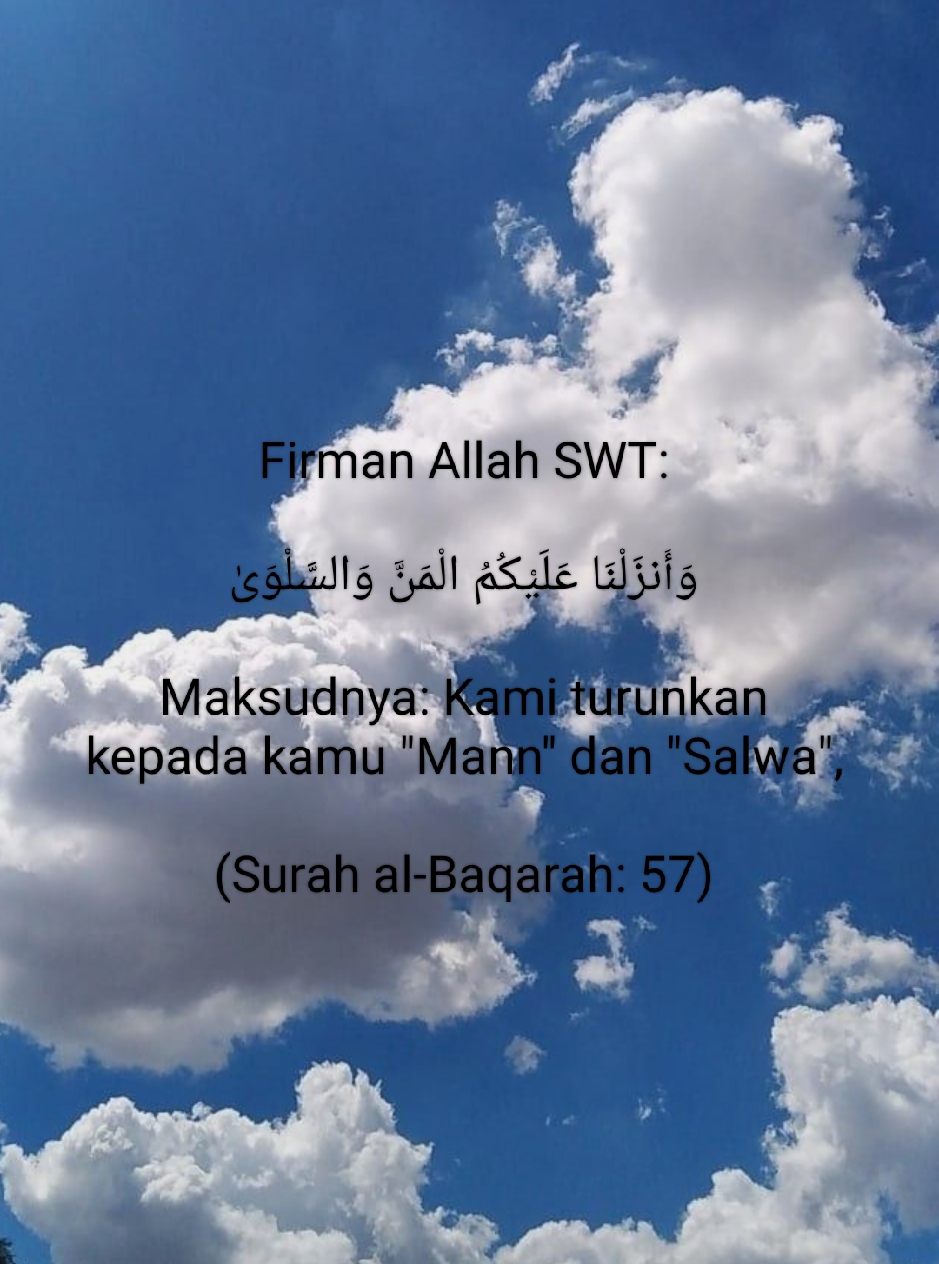 Firman Allah SWT:
وَأَنزَلْنَا عَلَيْكُمُ الْمَنَّ وَالسَّلْوَىٰ
Maksudnya: Kami turunkan
kepada kamu "Mann" dan "Salwa",
(Surah al-Baqarah: 57)